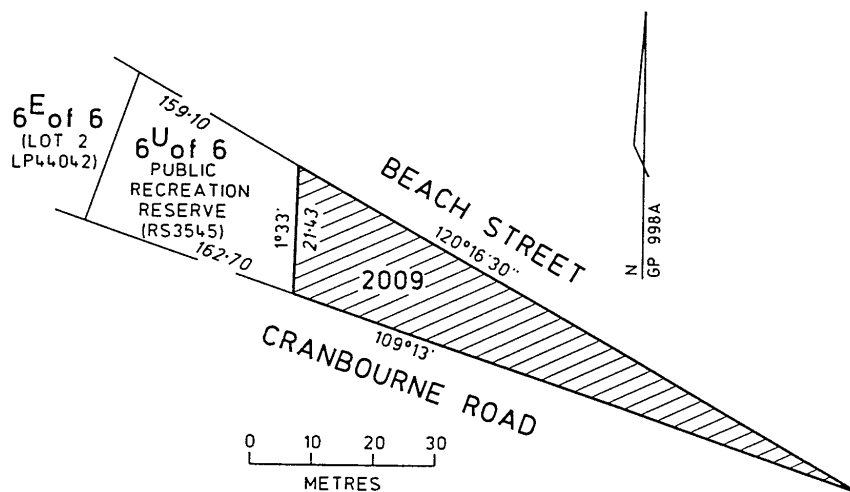 6E of 6
(LOT 2
LP44042)
159·10
6U of 6
PUBLIC
RECREATION
RESERVE
(RS3545)
162·70
1°33'
21·43
BEACH STREET
120°16'30"
2009
109°13'
CRANBOURNE ROAD
N
GP 998A
0 10 20 30
METRES